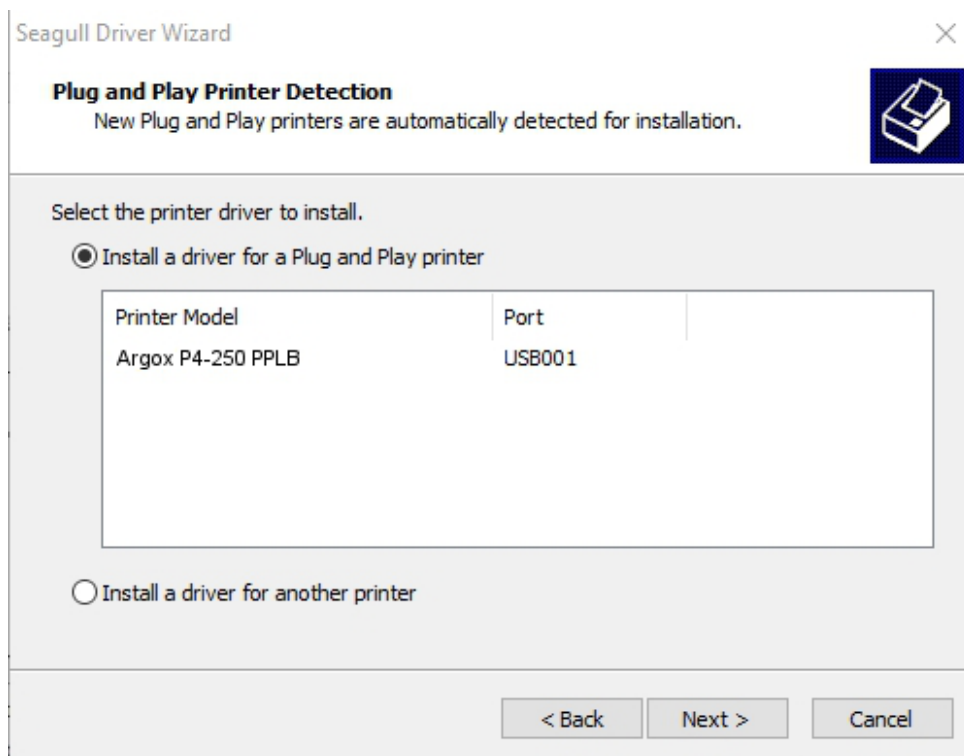 Seagull Driver Wizard
Plug and Play Printer Detection
New Plug and Play printers are automatically detected for installation.
Select the printer driver to install.
Install a driver for a Plug and Play printer
Printer Model Port
Argox P4-250 PPLB USB001
Install a driver for another printer
< Back Next > Cancel